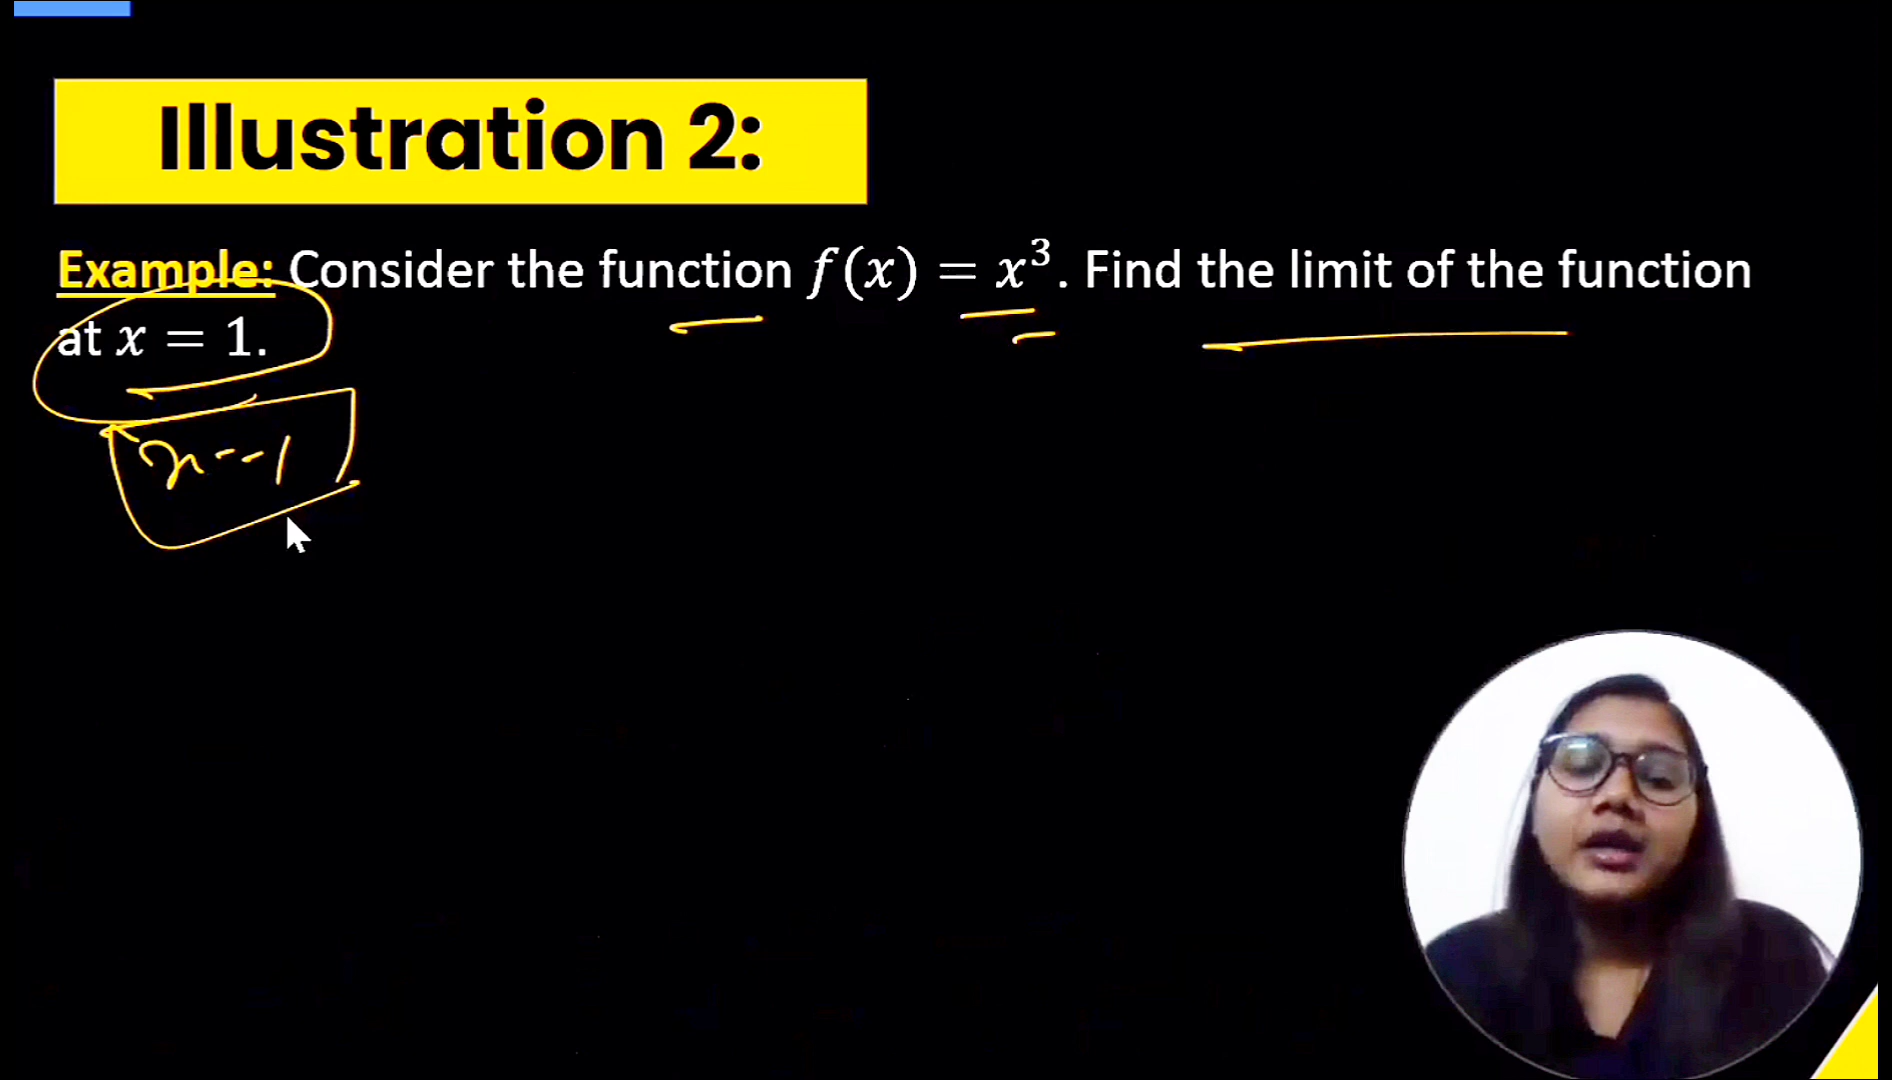 Illustration 2:
Example: Consider the function f(x) = x³. Find the limit of the function
at x = 1.
x--1